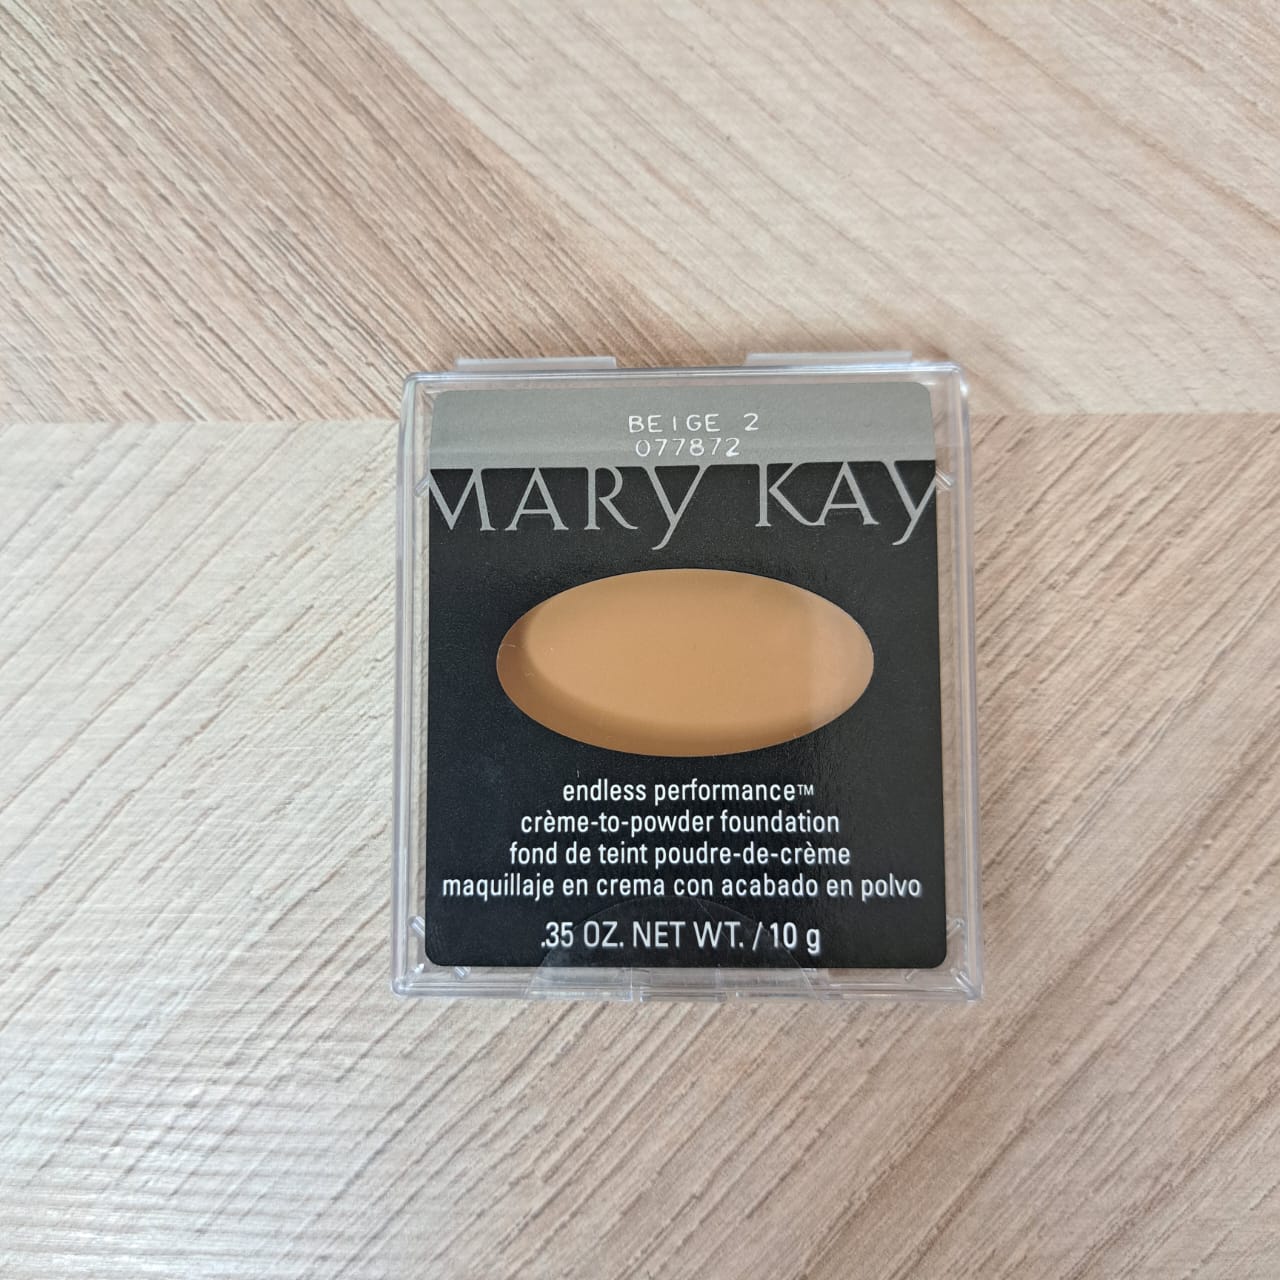 BEIGE 2
077872
MARY KAY
endless performance™
crème-to-powder foundation
fond de teint poudre-de-crème
maquillaje en crema con acabado en polvo
.35 OZ. NET WT. / 10 g